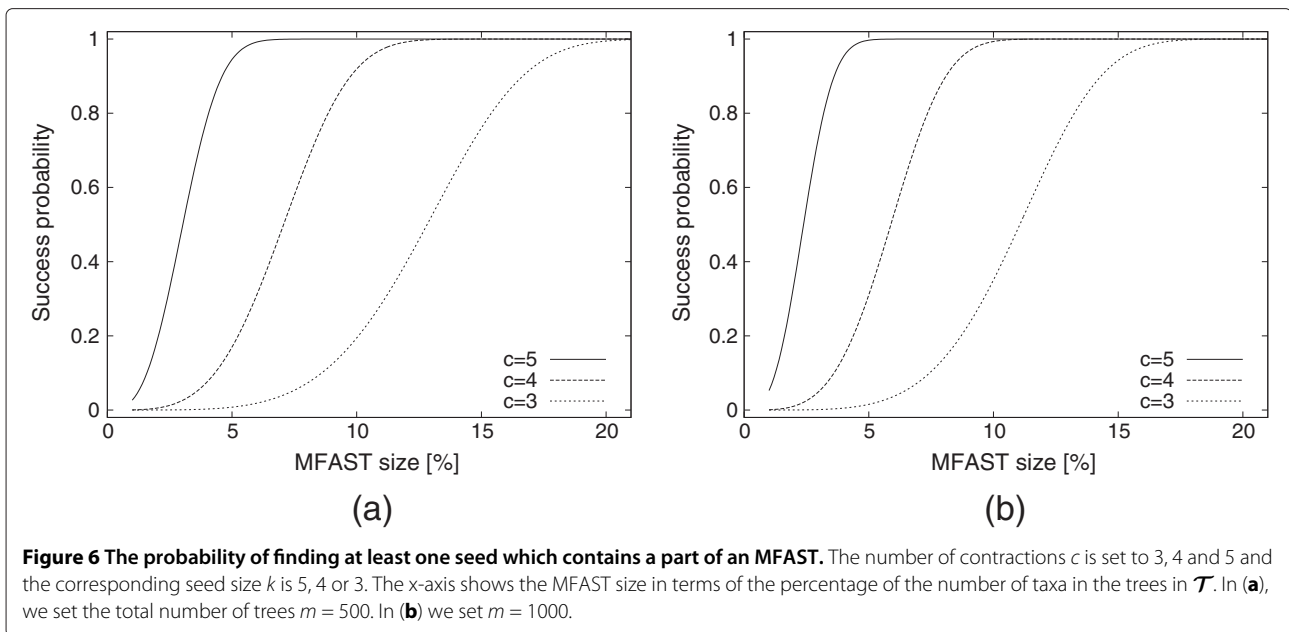 1
0.8
0.6
0.4
0.2
0
Success probability
0 5 10 15 20
MFAST size [%]
c=5
c=4
c=3
(a)
1
0.8
0.6
0.4
0.2
0
Success probability
0 5 10 15 20
MFAST size [%]
c=5
c=4
c=3
(b)
Figure 6 The probability of finding at least one seed which contains a part of an MFAST. The number of contractions c is set to 3, 4 and 5 and
the corresponding seed size k is 5, 4 or 3. The x-axis shows the MFAST size in terms of the percentage of the number of taxa in the trees in 𝓣. In (a),
we set the total number of trees m = 500. In (b) we set m = 1000.